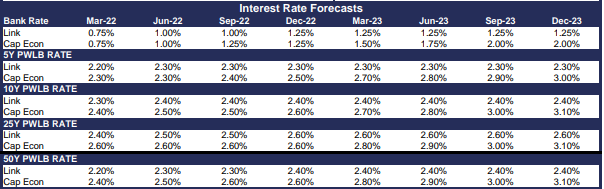 Interest Rate Forecasts
Bank Rate Mar-22 Jun-22 Sep-22 Dec-22 Mar-23 Jun-23 Sep-23 Dec-23
Link 0.75% 1.00% 1.00% 1.25% 1.25% 1.25% 1.25% 1.25%
Cap Econ 0.75% 1.00% 1.25% 1.25% 1.50% 1.75% 2.00% 2.00%
5Y PWLB RATE
Link 2.20% 2.30% 2.30% 2.30% 2.30% 2.30% 2.30% 2.30%
Cap Econ 2.30% 2.30% 2.40% 2.50% 2.70% 2.80% 2.90% 3.00%
10Y PWLB RATE
Link 2.30% 2.40% 2.40% 2.40% 2.40% 2.40% 2.40% 2.40%
Cap Econ 2.40% 2.50% 2.50% 2.60% 2.70% 2.80% 3.00% 3.10%
25Y PWLB RATE
Link 2.40% 2.50% 2.50% 2.60% 2.60% 2.60% 2.60% 2.60%
Cap Econ 2.60% 2.60% 2.60% 2.60% 2.80% 2.90% 3.00% 3.10%
50Y PWLB RATE
Link 2.20% 2.30% 2.30% 2.40% 2.40% 2.40% 2.40% 2.40%
Cap Econ 2.40% 2.50% 2.60% 2.60% 2.80% 2.90% 3.00% 3.10%